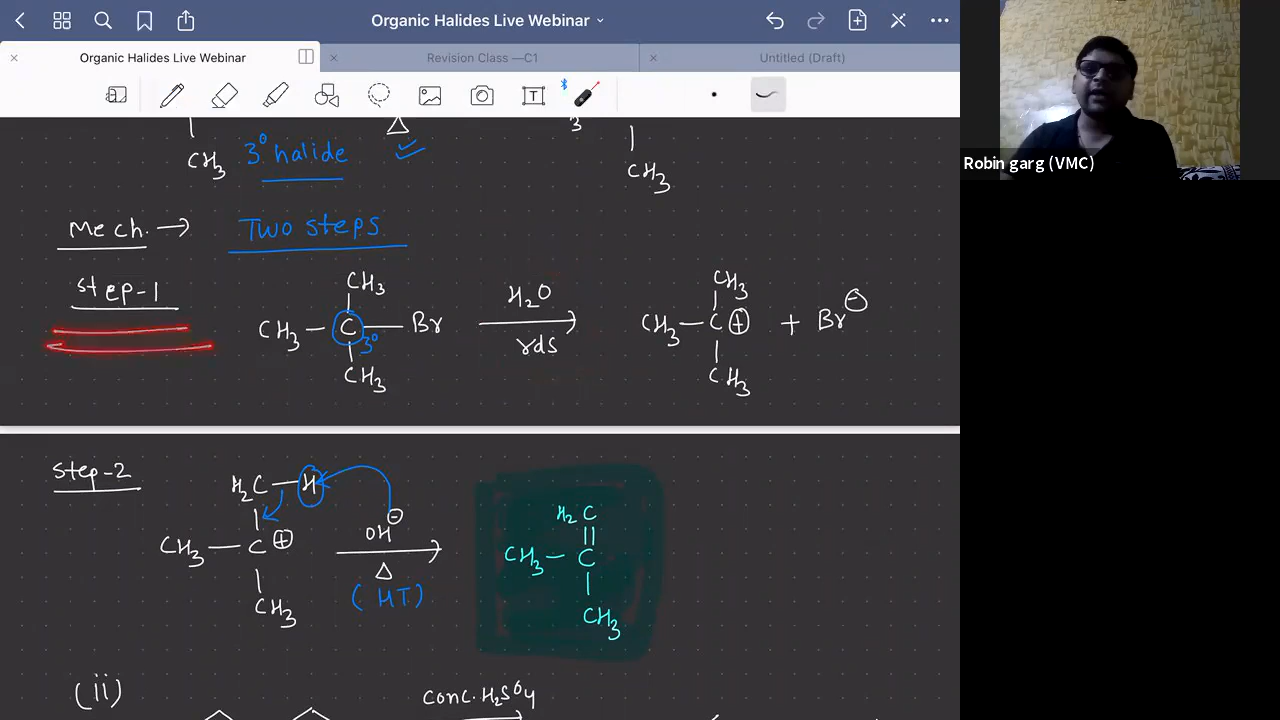 Organic Halides Live Webinar
Organic Halides Live Webinar
Revision Class —C1
Untitled (Draft)
T
Robin garg (VMC)
CH3 3° halide △ 3 CH3
Mech. → Two steps
Step-1
CH3 H2O CH3
CH3 — C — Br CH3 — C ⊕ + Br⊖
3° rds
CH3 CH3
Step-2
H2C — H H2C
CH3 — C ⊕ OH⊖ CH3 — C
△
(HT)
CH3 CH3
(ii) Conc. H2SO4